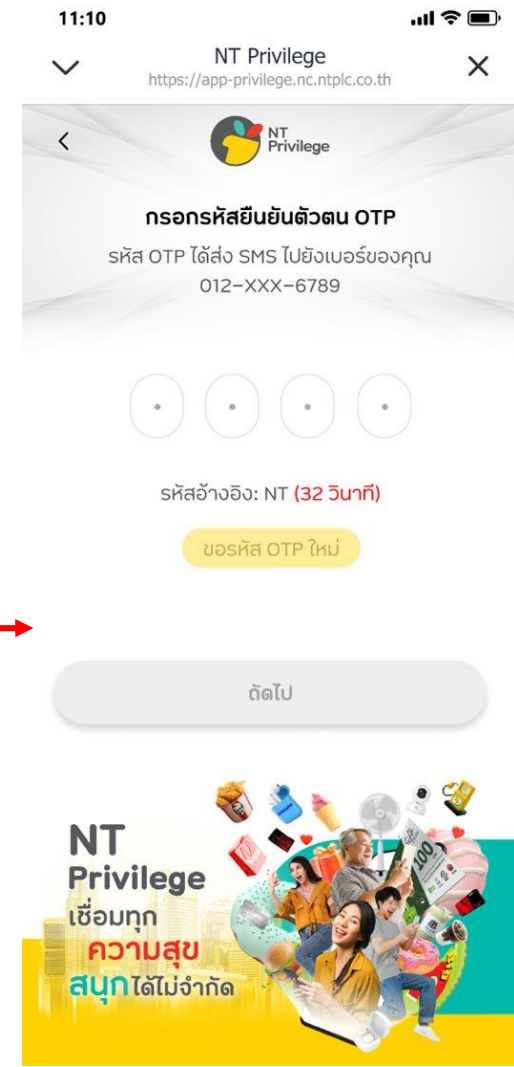 11:10
NT Privilege
https://app-privilege.nc.ntplc.co.th
NT
Privilege
กรอกรหัสยืนยันตัวตน OTP
รหัส OTP ได้ส่ง SMS ไปยังเบอร์ของคุณ
012-XXX-6789
รหัสอ้างอิง: NT (32 วินาที)
ขอรหัส OTP ใหม่
ถัดไป
NT
Privilege
เชื่อมทุก
ความสุข
สนุกได้ไม่จำกัด
100